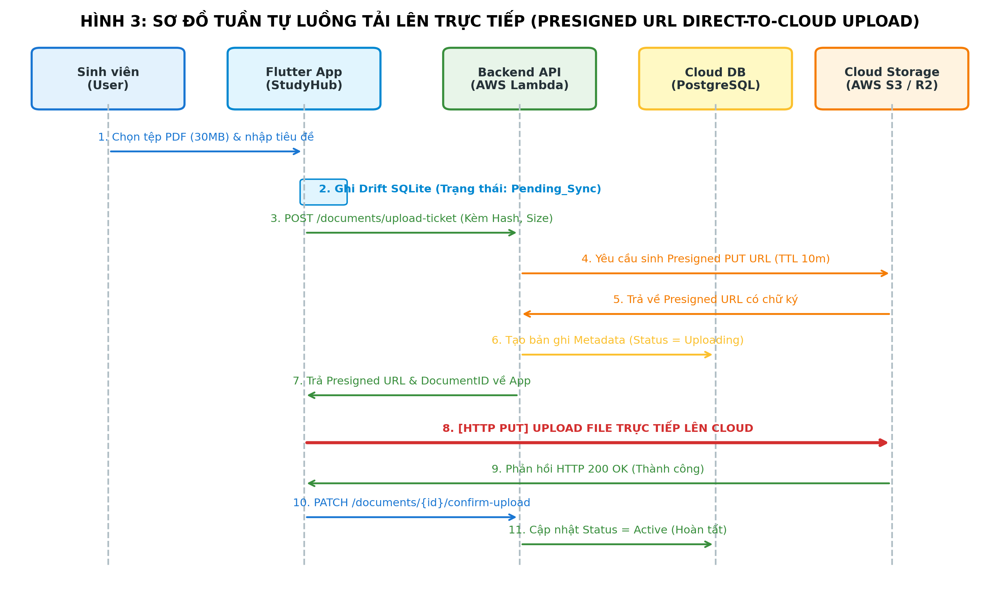 HÌNH 3: SƠ ĐỒ TUẦN TỰ LUỒNG TẢI LÊN TRỰC TIẾP (PRESIGNED URL DIRECT-TO-CLOUD UPLOAD)
Sinh viên
(User)
Flutter App
(StudyHub)
Backend API
(AWS Lambda)
Cloud DB
(PostgreSQL)
Cloud Storage
(AWS S3 / R2)
1. Chọn tệp PDF (30MB) & nhập tiêu đề
2. Ghi Drift SQLite (Trạng thái: Pending_Sync)
3. POST /documents/upload-ticket (Kèm Hash, Size)
4. Yêu cầu sinh Presigned PUT URL (TTL 10m)
5. Trả về Presigned URL có chữ ký
6. Tạo bản ghi Metadata (Status = Uploading)
7. Trả Presigned URL & DocumentID về App
8. [HTTP PUT] UPLOAD FILE TRỰC TIẾP LÊN CLOUD
9. Phản hồi HTTP 200 OK (Thành công)
10. PATCH /documents/{id}/confirm-upload
11. Cập nhật Status = Active (Hoàn tất)